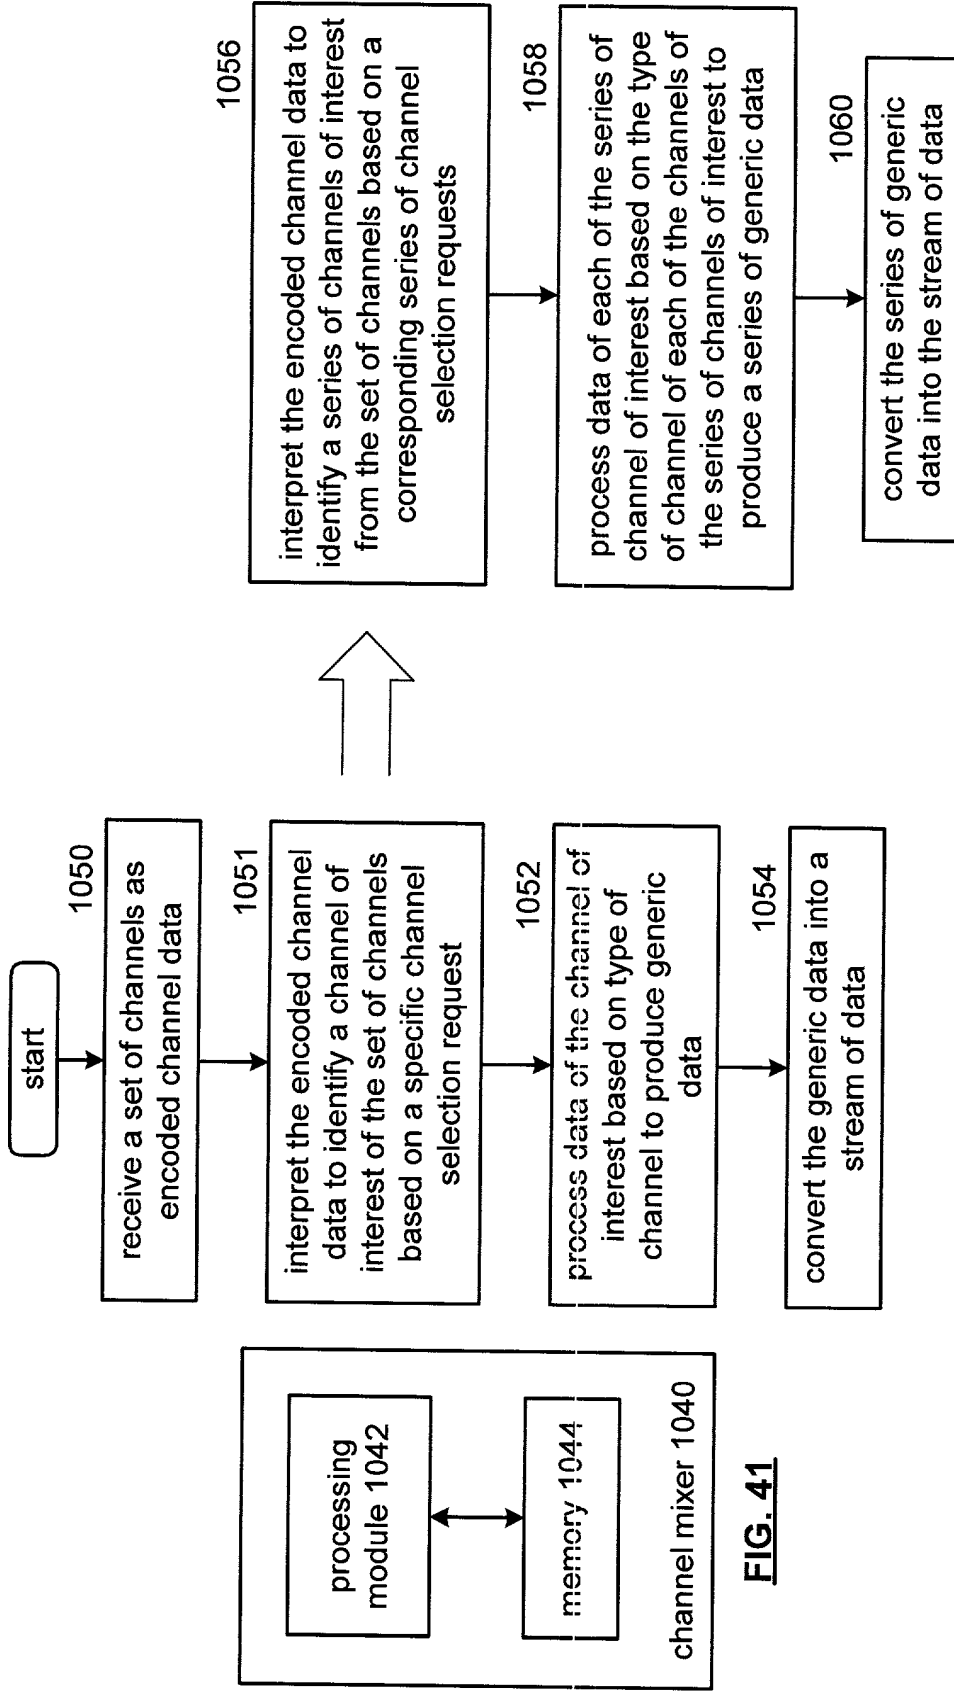 start
1050
receive a set of channels as
encoded channel data
1051
interpret the encoded channel
data to identify a channel of
interest of the set of channels
based on a specific channel
selection request
1052
process data of the channel of
interest based on type of
channel to produce generic
data
1054
convert the generic data into a
stream of data
1056
interpret the encoded channel data to
identify a series of channels of interest
from the set of channels based on a
corresponding series of channel
selection requests
1058
process data of each of the series of
channel of interest based on the type
of channel of each of the channels of
the series of channels of interest to
produce a series of generic data
1060
convert the series of generic
data into the stream of data
processing
module 1042
memory 1044
channel mixer 1040
FIG. 41